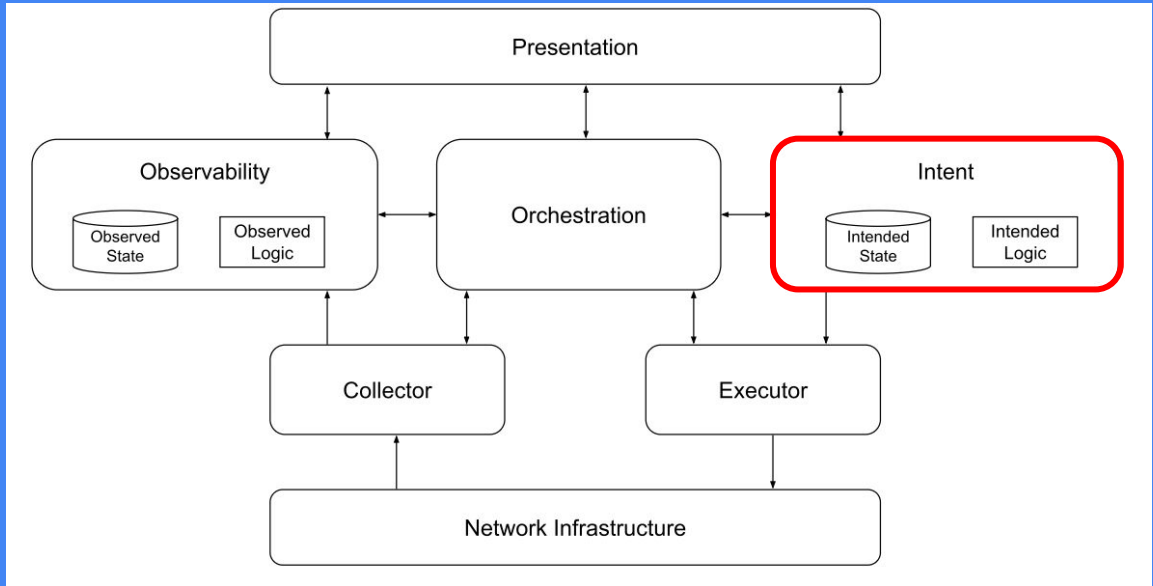 Presentation
Observability
Observed
State
Observed
Logic
Orchestration
Intent
Intended
State
Intended
Logic
Collector
Executor
Network Infrastructure